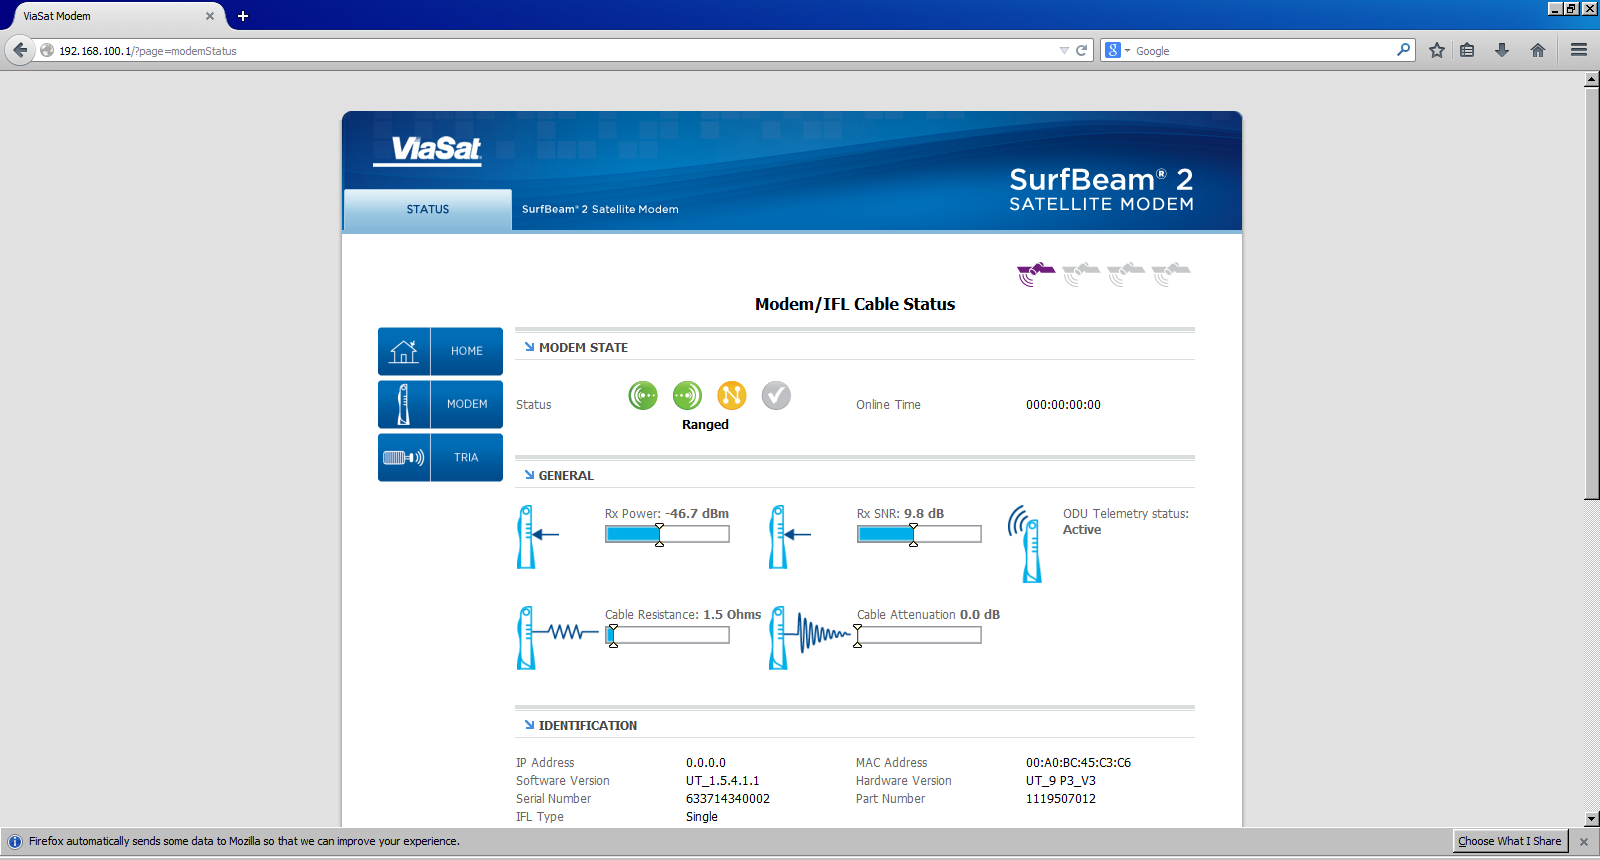 ViaSat Modem
192.168.100.1/?page=modemStatus
Google
ViaSat
SurfBeam® 2
SATELLITE MODEM
STATUS
SurfBeam® 2 Satellite Modem
Modem/IFL Cable Status
HOME
MODEM
TRIA
MODEM STATE
Status
Ranged
Online Time
000:00:00:00
GENERAL
Rx Power: -46.7 dBm
Rx SNR: 9.8 dB
ODU Telemetry status:
Active
Cable Resistance: 1.5 Ohms
Cable Attenuation 0.0 dB
IDENTIFICATION
IP Address 0.0.0.0 MAC Address 00:A0:BC:45:C3:C6
Software Version UT_1.5.4.1.1 Hardware Version UT_9 P3_V3
Serial Number 633714340002 Part Number 1119507012
IFL Type Single
Firefox automatically sends some data to Mozilla so that we can improve your experience.
Choose What I Share